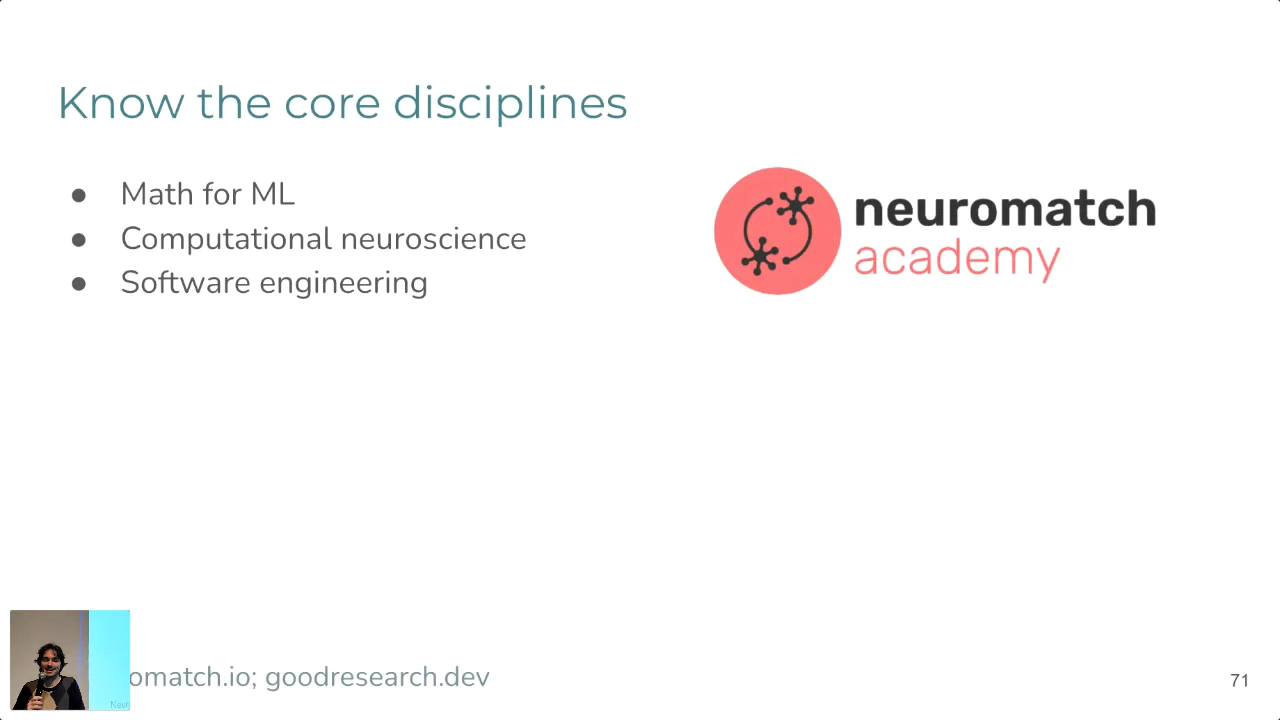 Know the core disciplines
● Math for ML
● Computational neuroscience
● Software engineering
neuromatch
academy
omatch.io; goodresearch.dev
71